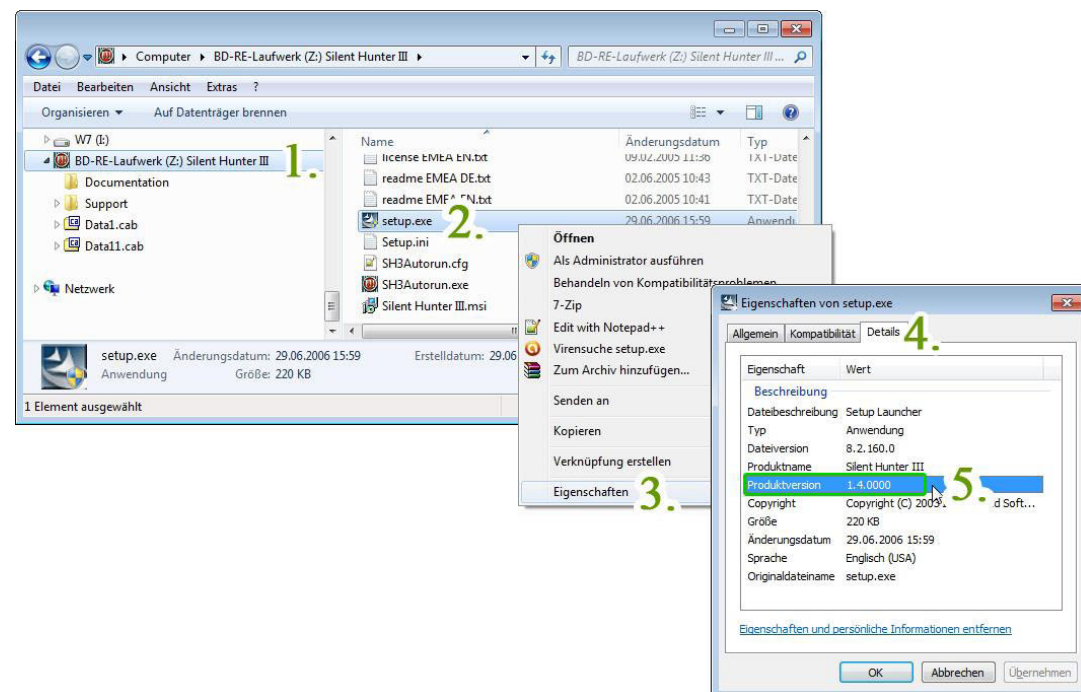 Computer ▸ BD-RE-Laufwerk (Z:) Silent Hunter III ▸
BD-RE-Laufwerk (Z:) Silent Hunter III ...
Datei Bearbeiten Ansicht Extras ?
Organisieren Auf Datenträger brennen
W7 (I:)
BD-RE-Laufwerk (Z:) Silent Hunter III
1.
Documentation
Support
Data1.cab
Data11.cab
Netzwerk
Name Änderungsdatum Typ
license EMEA EN.txt 09.02.2005 11:36 TXT-Date
readme EMEA DE.txt 02.06.2005 10:43 TXT-Date
readme EMEA EN.txt 02.06.2005 10:41 TXT-Date
setup.exe 29.06.2006 15:59 Anwendu
2.
Setup.ini
SH3Autorun.cfg
SH3Autorun.exe
Silent Hunter III.msi
setup.exe Änderungsdatum: 29.06.2006 15:59 Erstelldatum: 29.06
Anwendung Größe: 220 KB
1 Element ausgewählt
Öffnen
Als Administrator ausführen
Behandeln von Kompatibilitätsproblemen
7-Zip
Edit with Notepad++
Virensuche setup.exe
Zum Archiv hinzufügen...
Senden an
Kopieren
Verknüpfung erstellen
Eigenschaften
3.
Eigenschaften von setup.exe
Allgemein Kompatibilität Details
4.
Eigenschaft Wert
Beschreibung
Dateibeschreibung Setup Launcher
Typ Anwendung
Dateiversion 8.2.160.0
Produktname Silent Hunter III
Produktversion 1.4.0000
5.
Copyright Copyright (C) 2003 d Soft...
Größe 220 KB
Änderungsdatum 29.06.2006 15:59
Sprache Englisch (USA)
Originaldateiname setup.exe
Eigenschaften und persönliche Informationen entfernen
OK Abbrechen Übernehmen